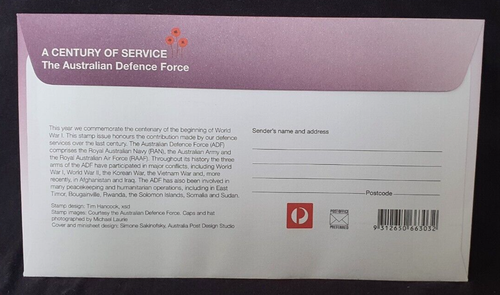 A CENTURY OF SERVICE
The Australian Defence Force
This year we commemorate the centenary of the beginning of World
War I. This stamp issue honours the contribution made by our defence
services over the last century. The Australian Defence Force (ADF)
comprises the Royal Australian Navy (RAN), the Australian Army and
the Royal Australian Air Force (RAAF). Throughout its history the three
arms of the ADF have participated in major conflicts, including World
War I, World War II, the Korean War, the Vietnam War and, more
recently, in Afghanistan and Iraq. The ADF has also been involved in
many peacekeeping and humanitarian operations, including in East
Timor, Bougainville, Rwanda, the Solomon Islands, Somalia and Sudan.
Stamp design: Tim Hancock, reid
Stamp images: Courtesy the Australian Defence Force. Caps and hat
photographed by Michael Laurie
Cover and minisheet design: Simone Sakinofsky, Australia Post Design Studio
Sender's name and address
Postcode
9 312650 663032